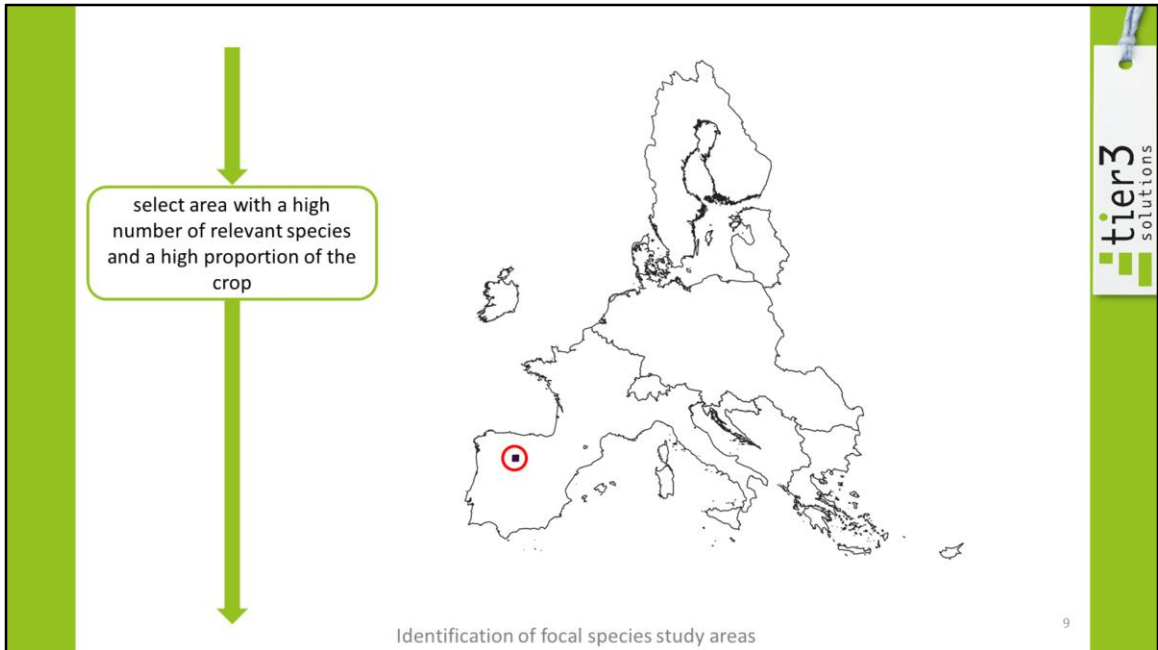 select area with a high
number of relevant species
and a high proportion of the
crop
tier3
solutions
Identification of focal species study areas
9